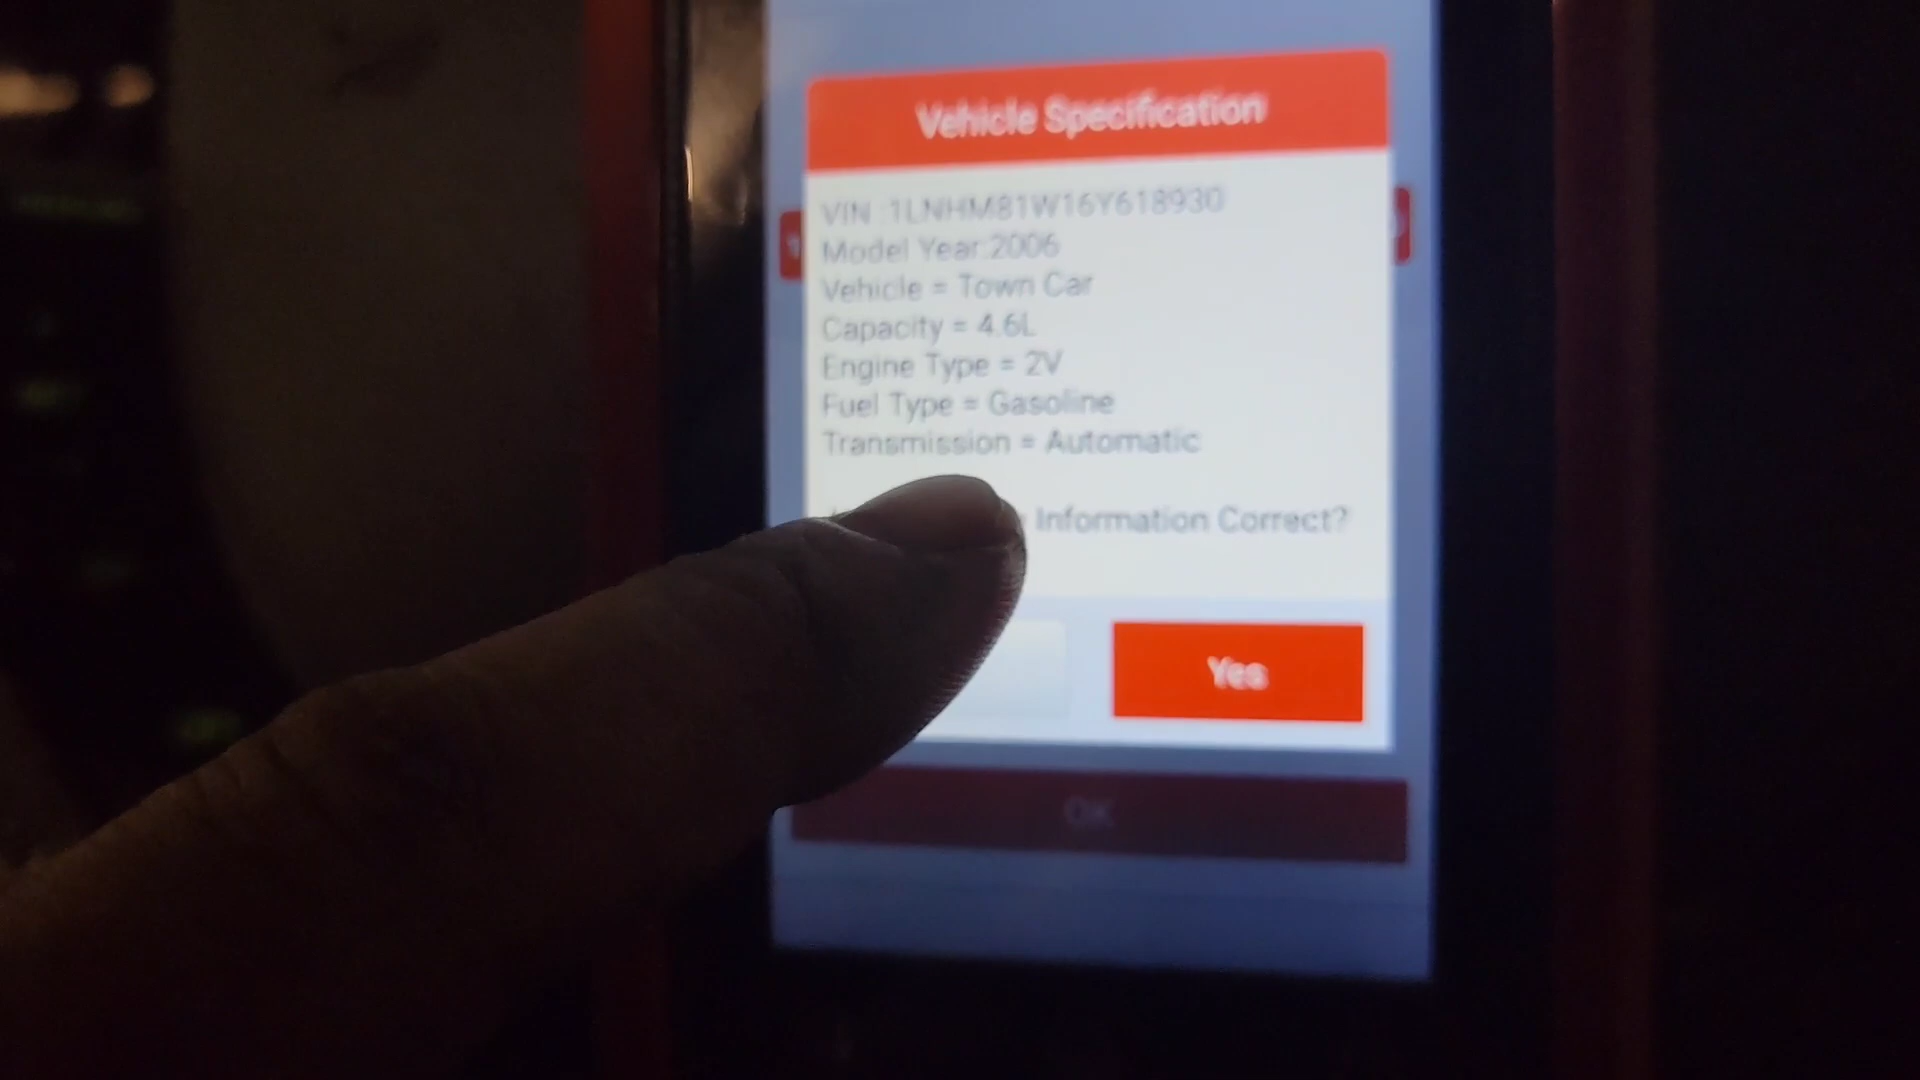 Vehicle Specification
VIN :1LNHM81W16Y618930
Model Year:2006
Vehicle = Town Car
Capacity = 4.6L
Engine Type = 2V
Fuel Type = Gasoline
Transmission = Automatic
Information Correct?
Yes
OK